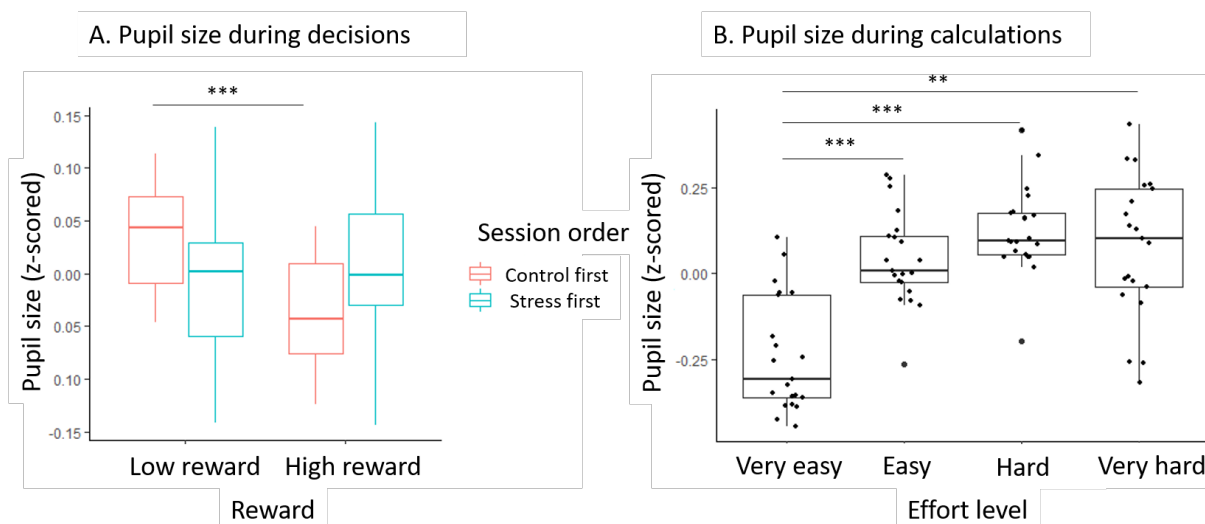 A. Pupil size during decisions
***
0.15
0.10
0.05
0.00
0.05
0.10
-0.15
Pupil size (z-scored)
Low reward
High reward
Reward
Session order
Control first
Stress first
B. Pupil size during calculations
**
***
***
0.25
0.00
-0.25
Pupil size (z-scored)
Very easy
Easy
Hard
Very hard
Effort level